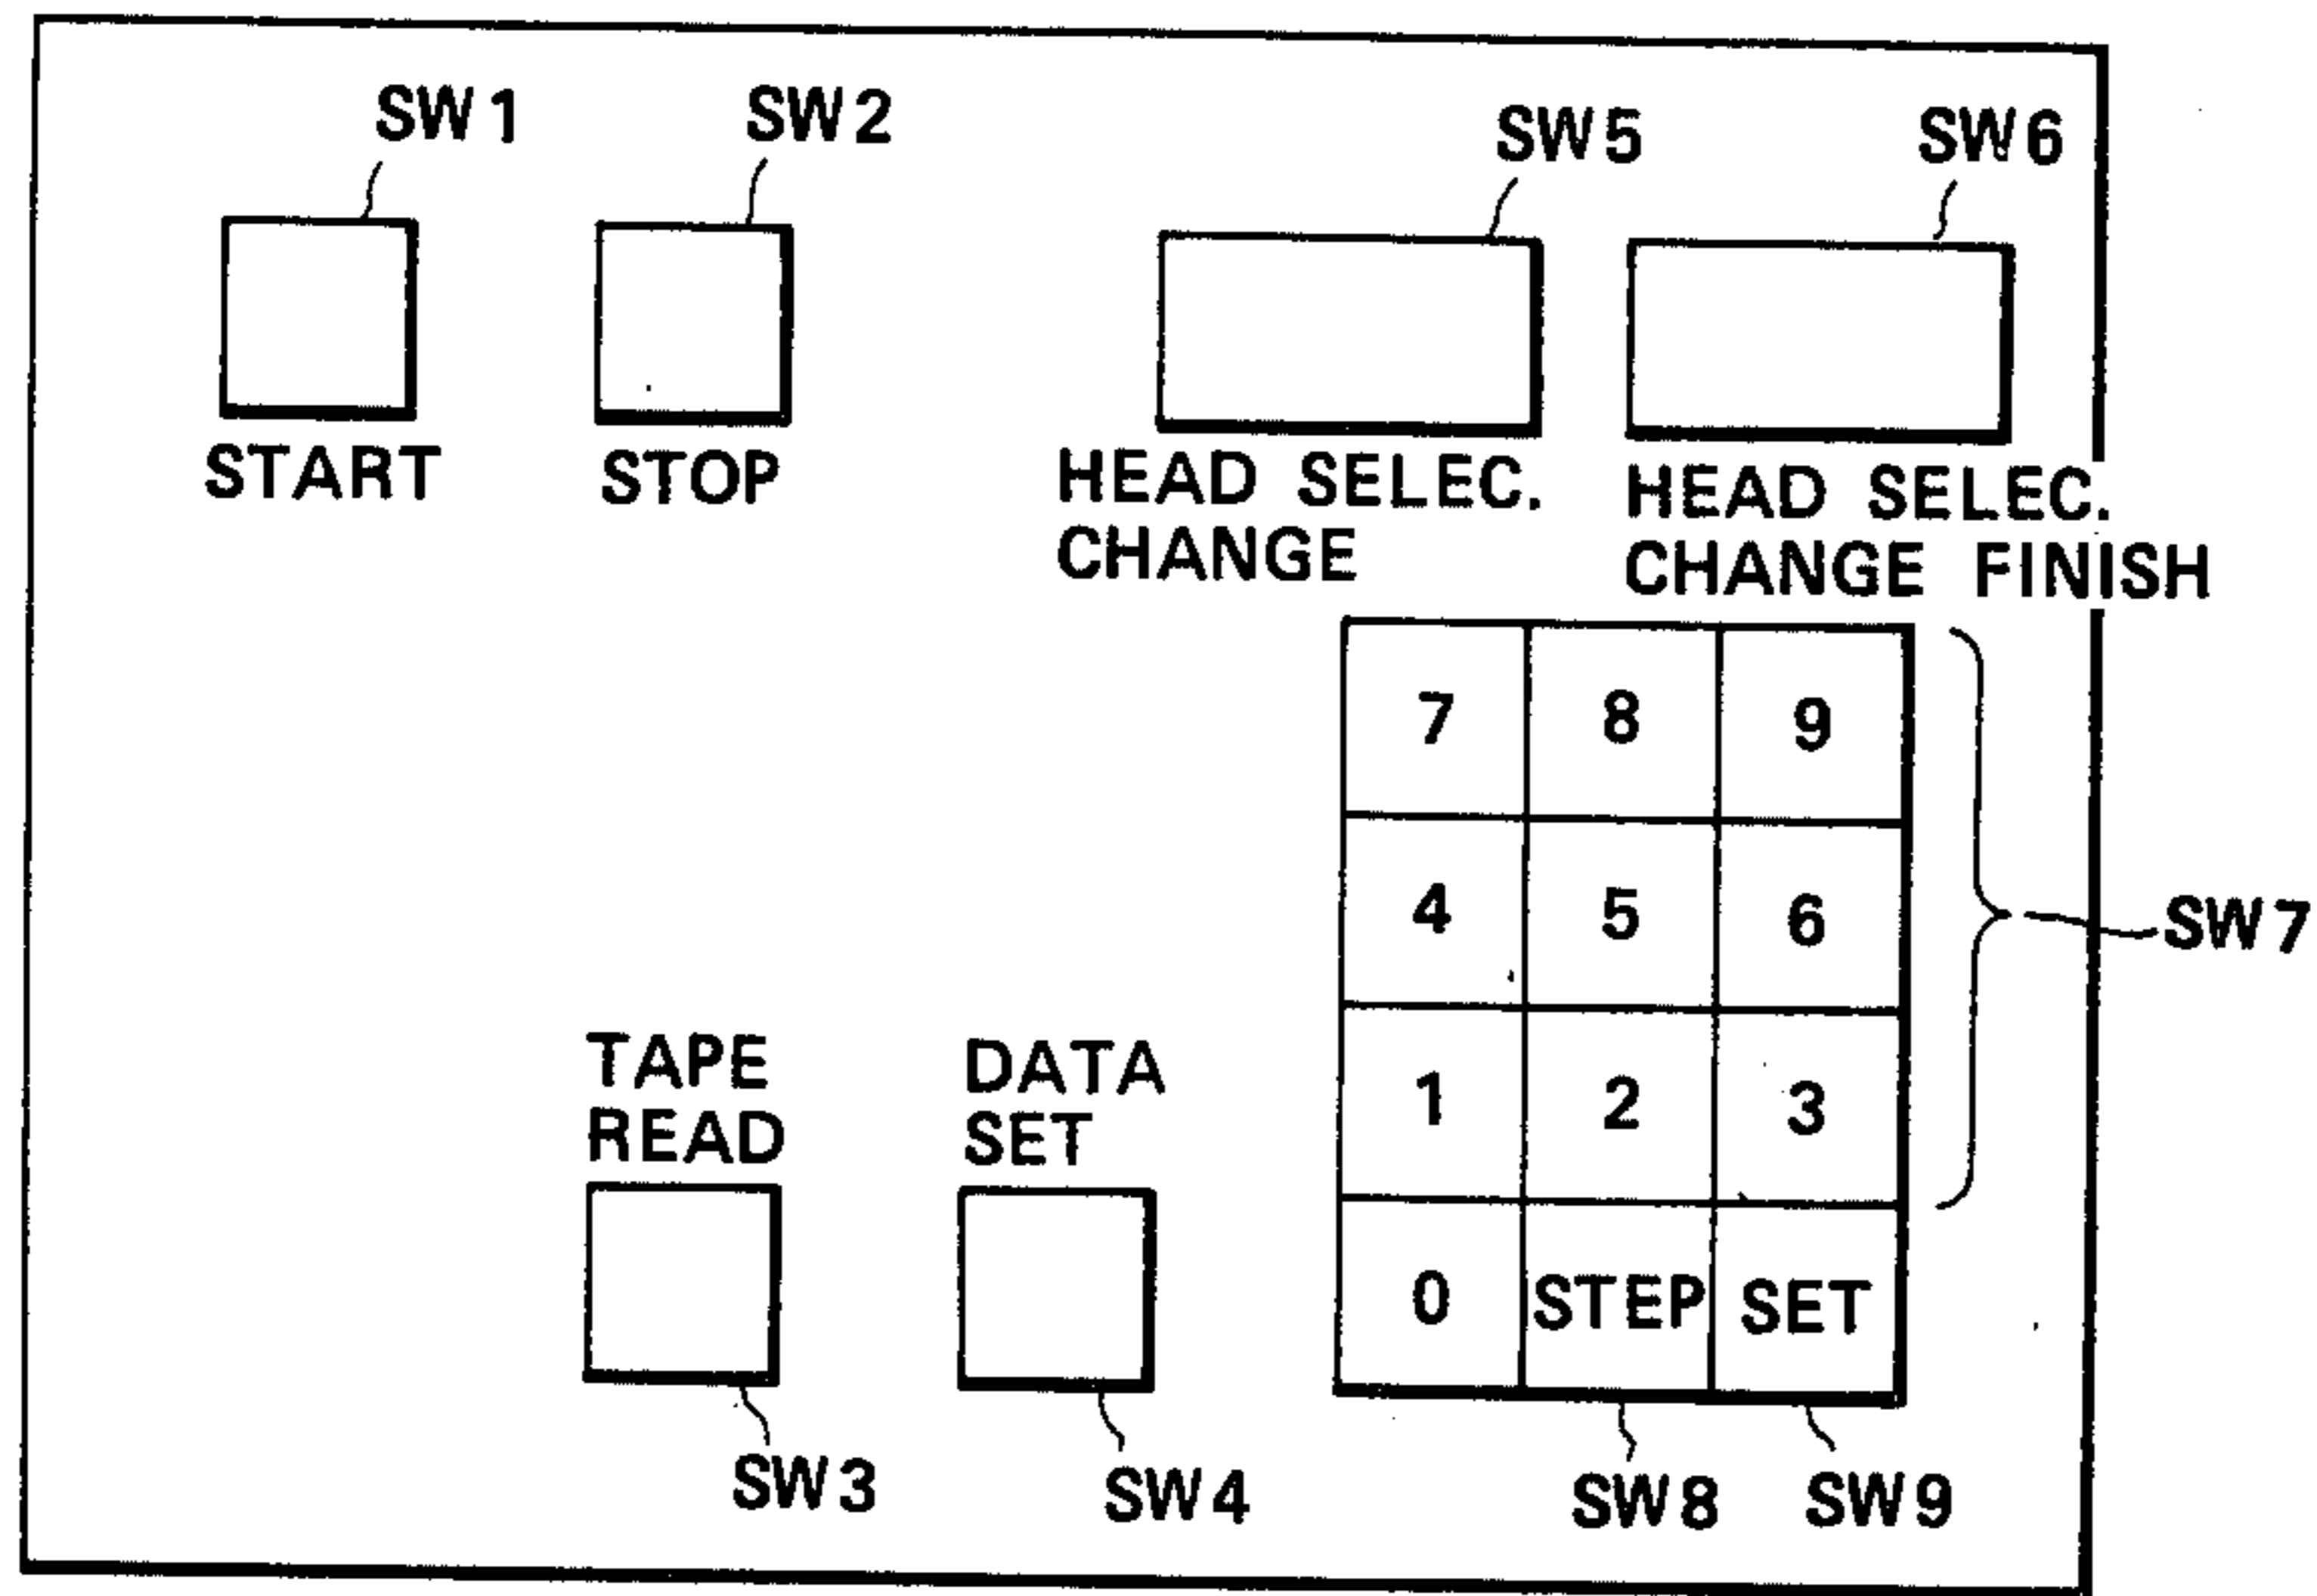 SW1
SW2
SW5
SW6
START
STOP
HEAD SELEC.
CHANGE
HEAD SELEC.
CHANGE FINISH
7 8 9
4 5 6
SW7
1 2 3
TAPE
READ
DATA
SET
0 STEP SET
SW3
SW4
SW8
SW9